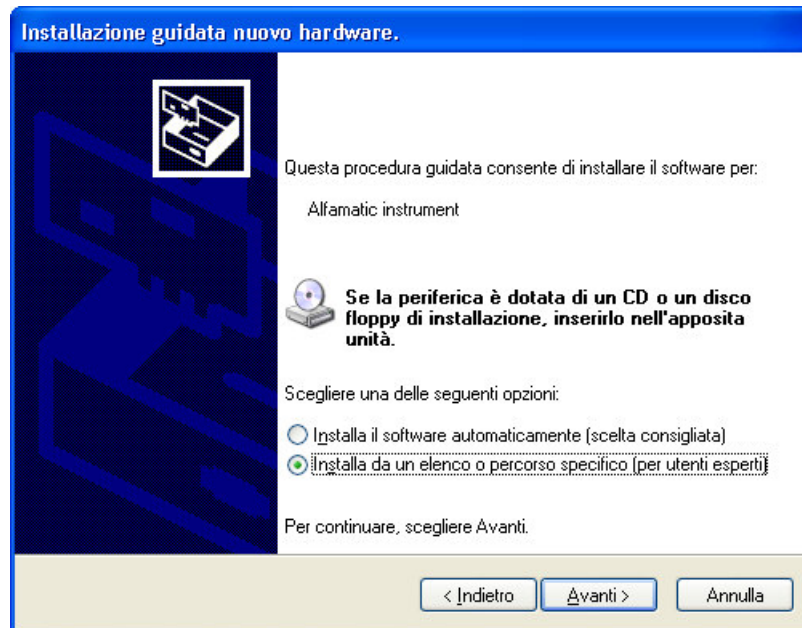 Installazione guidata nuovo hardware.
Questa procedura guidata consente di installare il software per:
Alfamatic instrument
Se la periferica è dotata di un CD o un disco
floppy di installazione, inserirlo nell'apposita
unità.
Scegliere una delle seguenti opzioni:
Installa il software automaticamente (scelta consigliata)
Installa da un elenco o percorso specifico (per utenti esperti)
Per continuare, scegliere Avanti.
< Indietro Avanti > Annulla